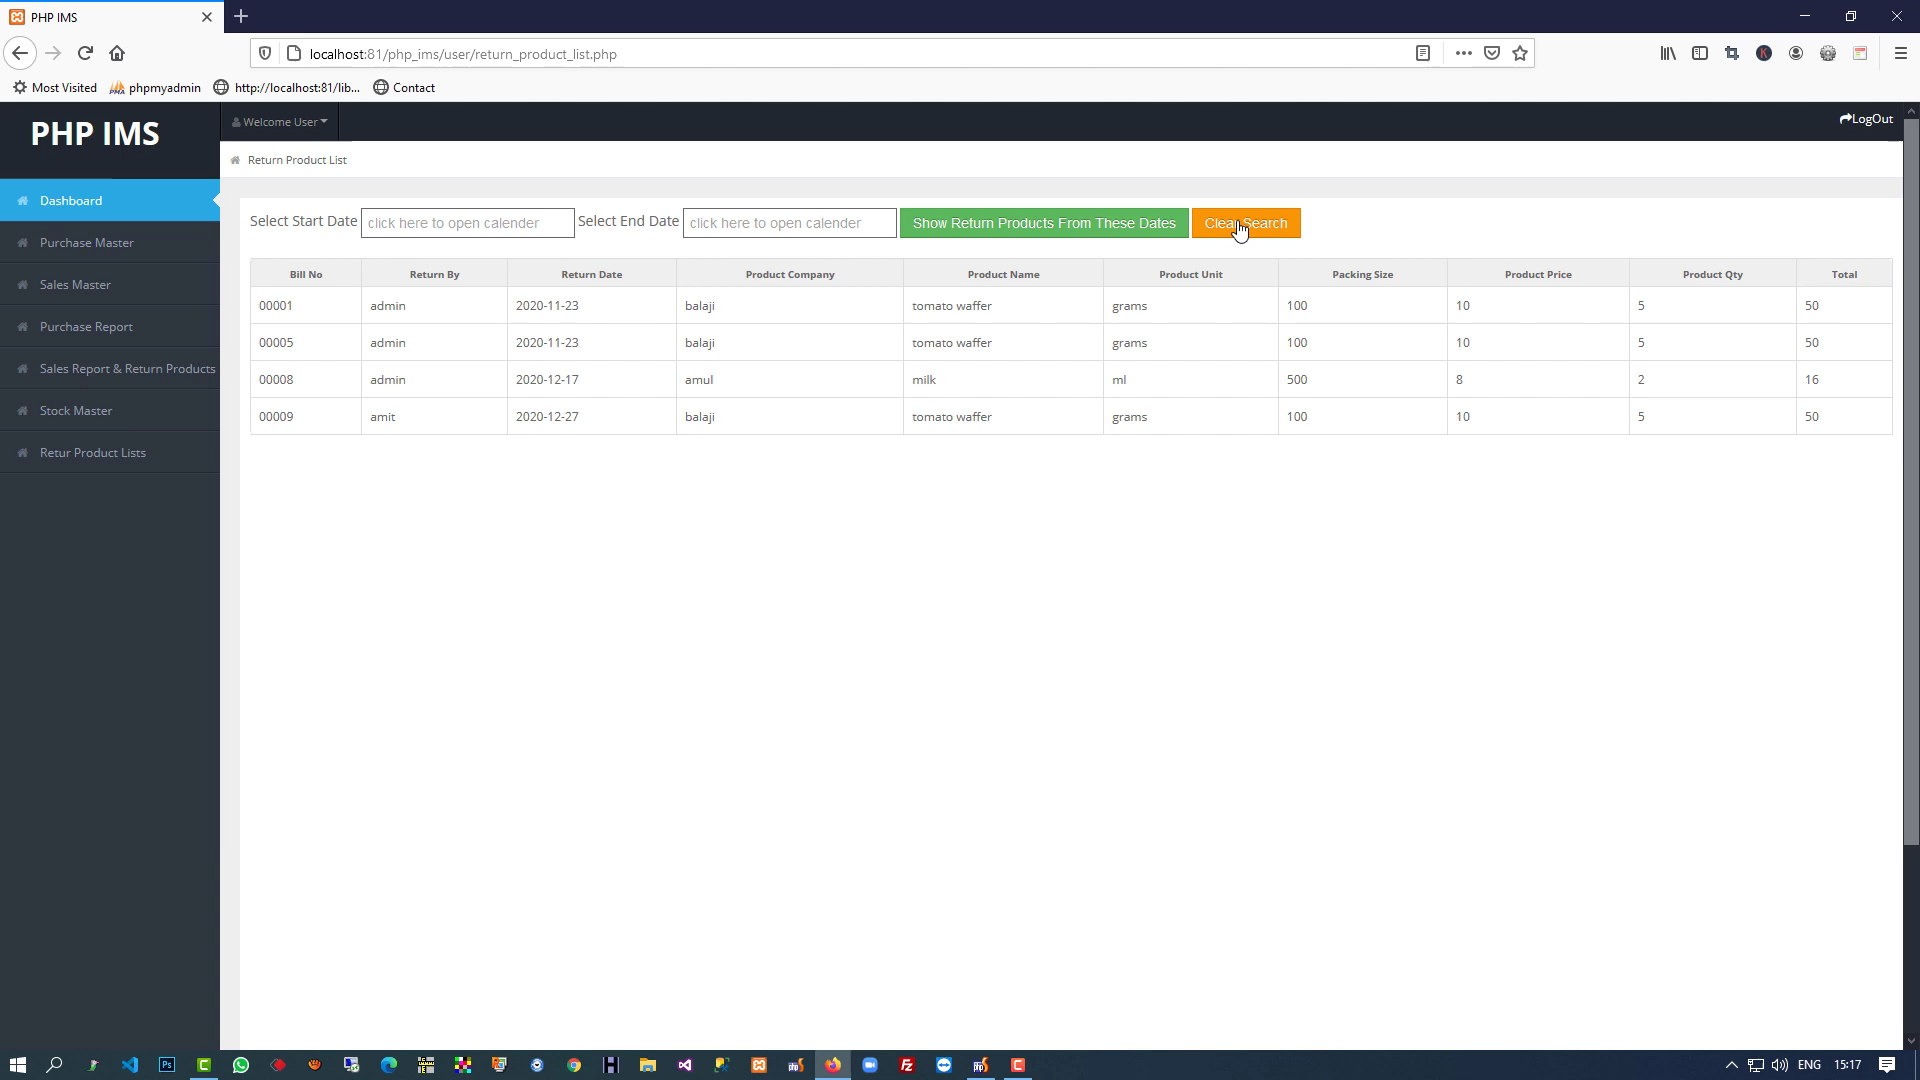 PHP IMS
localhost:81/php_ims/user/return_product_list.php
Most Visited phpmyadmin http://localhost:81/lib... Contact
PHP IMS
Welcome User
LogOut
Return Product List
Dashboard
Purchase Master
Sales Master
Purchase Report
Sales Report & Return Products
Stock Master
Retur Product Lists
Select Start Date click here to open calender Select End Date click here to open calender Show Return Products From These Dates Clear Search
Bill No Return By Return Date Product Company Product Name Product Unit Packing Size Product Price Product Qty Total
00001 admin 2020-11-23 balaji tomato waffer grams 100 10 5 50
00005 admin 2020-11-23 balaji tomato waffer grams 100 10 5 50
00008 admin 2020-12-17 amul milk ml 500 8 2 16
00009 amit 2020-12-27 balaji tomato waffer grams 100 10 5 50
ENG 15:17